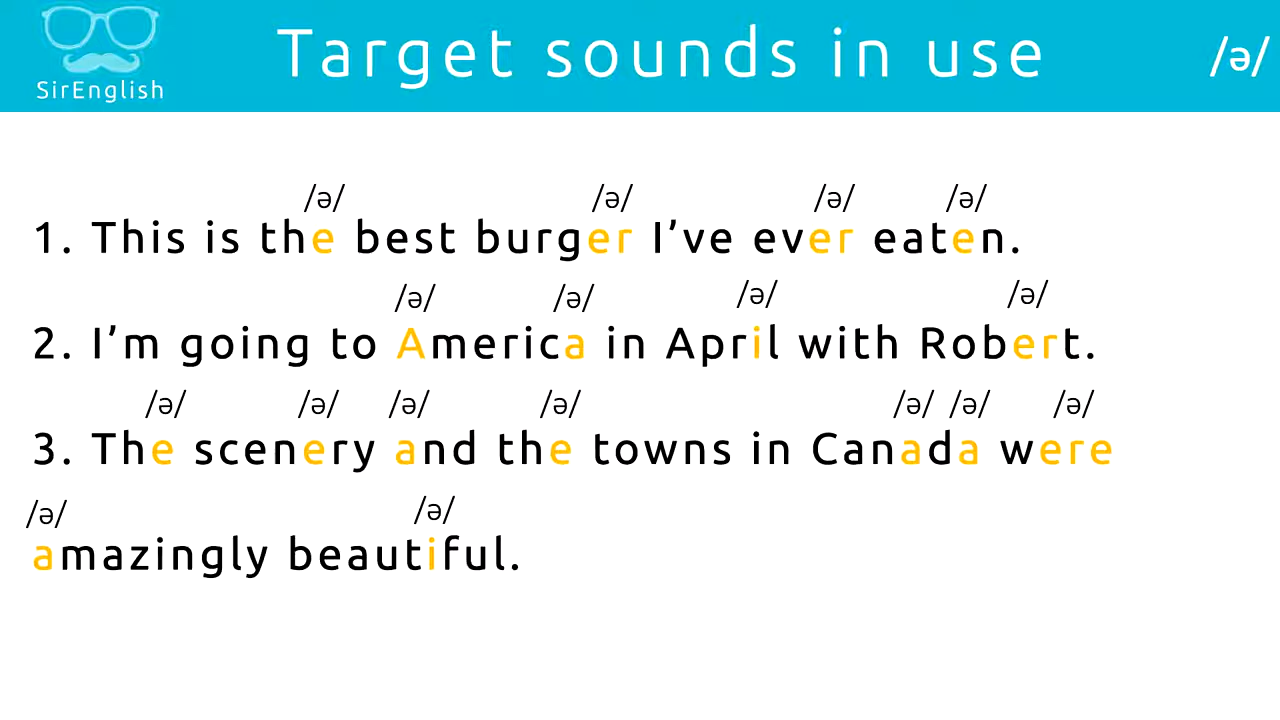 SirEnglish
Target sounds in use
/ə/
/ə/ /ə/ /ə/ /ə/
1. This is the best burger I’ve ever eaten.
/ə/ /ə/ /ə/ /ə/
2. I’m going to America in April with Robert.
/ə/ /ə/ /ə/ /ə/ /ə/ /ə/ /ə/
3. The scenery and the towns in Canada were
/ə/ /ə/
amazingly beautiful.